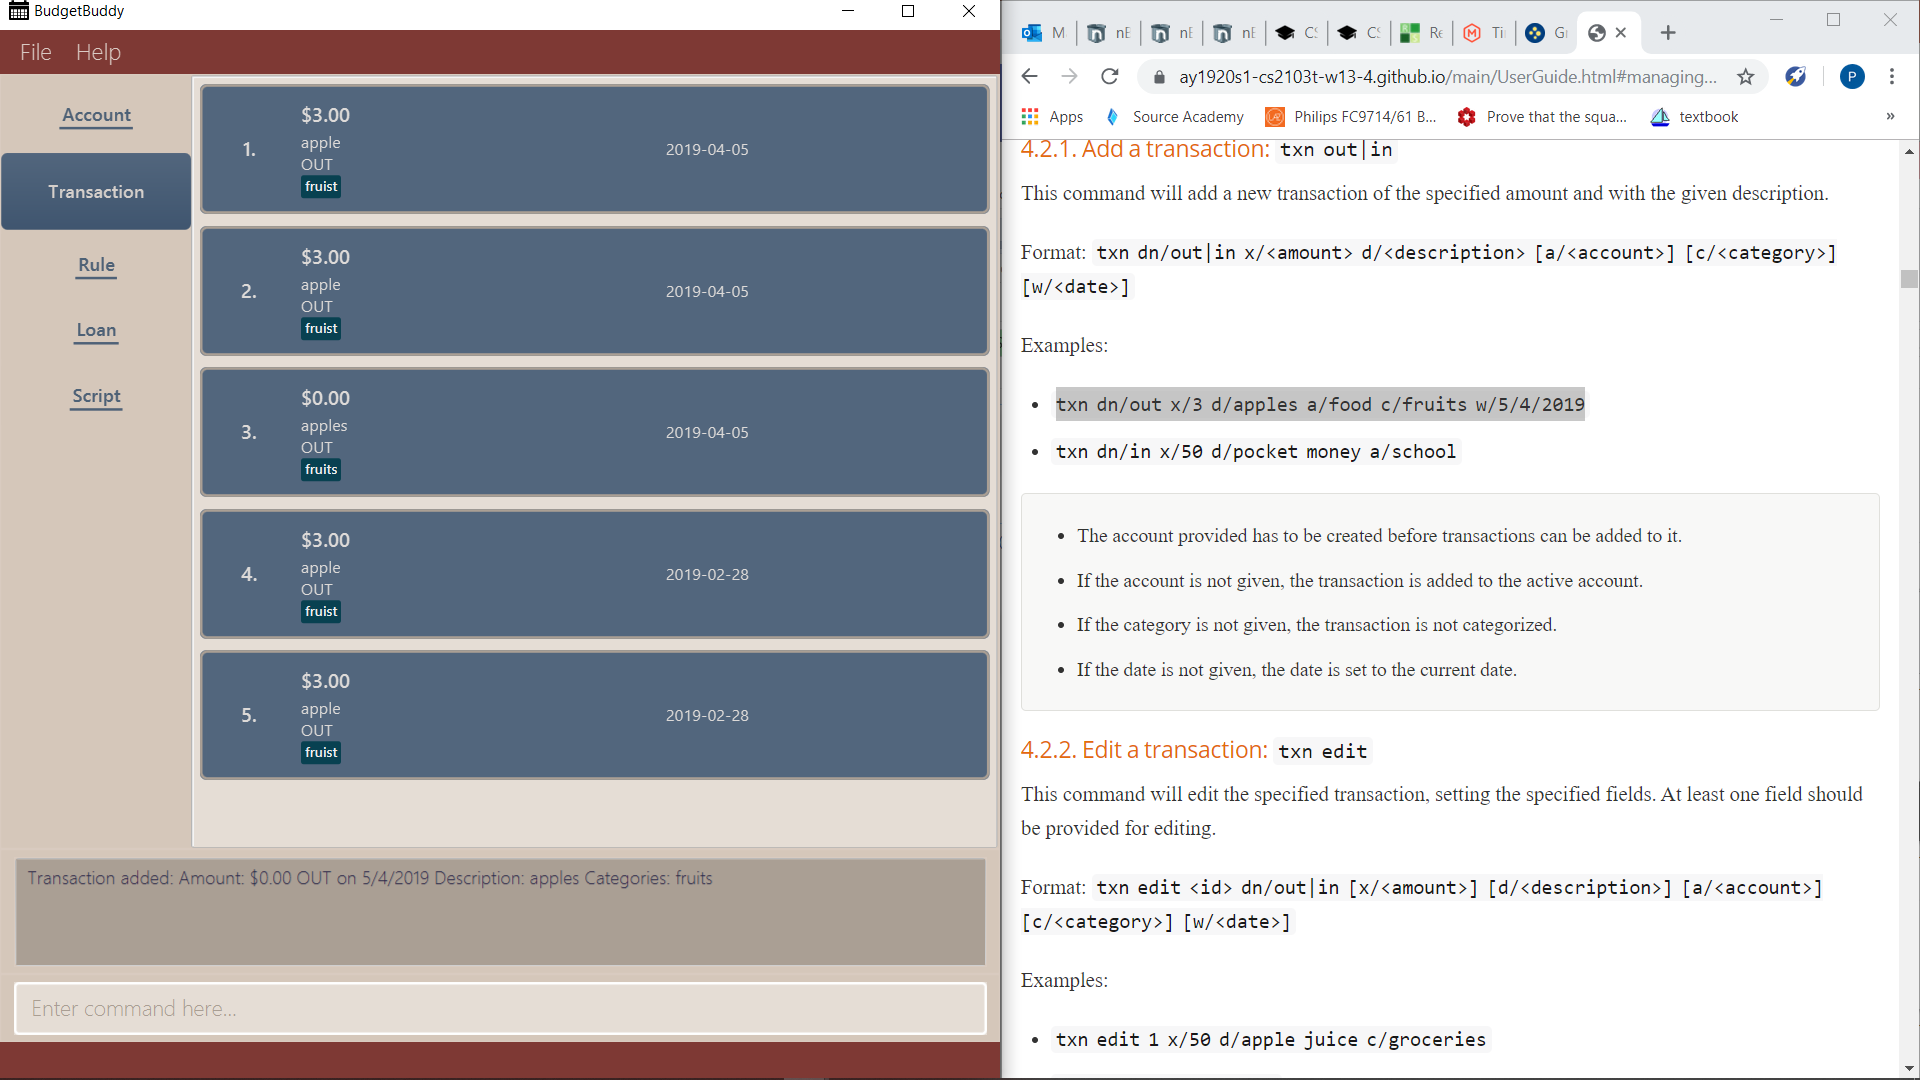 BudgetBuddy
File Help
Account
Transaction
Rule
Loan
Script
1.
$3.00
apple
OUT
fruist
2019-04-05
2.
$3.00
apple
OUT
fruist
2019-04-05
3.
$0.00
apples
OUT
fruits
2019-04-05
4.
$3.00
apple
OUT
fruist
2019-02-28
5.
$3.00
apple
OUT
fruist
2019-02-28
Transaction added: Amount: $0.00 OUT on 5/4/2019 Description: apples Categories: fruits
Enter command here...
M nE nE nE CS CS Re Ti G
ay1920s1-cs2103t-w13-4.github.io/main/UserGuide.html#managing... P
Apps Source Academy Philips FC9714/61 B... Prove that the squa... textbook »
4.2.1. Add a transaction: txn out|in
This command will add a new transaction of the specified amount and with the given description.
Format: txn dn/out|in x/<amount> d/<description> [a/<account>] [c/<category>]
[w/<date>]
Examples:
• txn dn/out x/3 d/apples a/food c/fruits w/5/4/2019
• txn dn/in x/50 d/pocket money a/school
• The account provided has to be created before transactions can be added to it.
• If the account is not given, the transaction is added to the active account.
• If the category is not given, the transaction is not categorized.
• If the date is not given, the date is set to the current date.
4.2.2. Edit a transaction: txn edit
This command will edit the specified transaction, setting the specified fields. At least one field should
be provided for editing.
Format: txn edit <id> dn/out|in [x/<amount>] [d/<description>] [a/<account>]
[c/<category>] [w/<date>]
Examples:
• txn edit 1 x/50 d/apple juice c/groceries